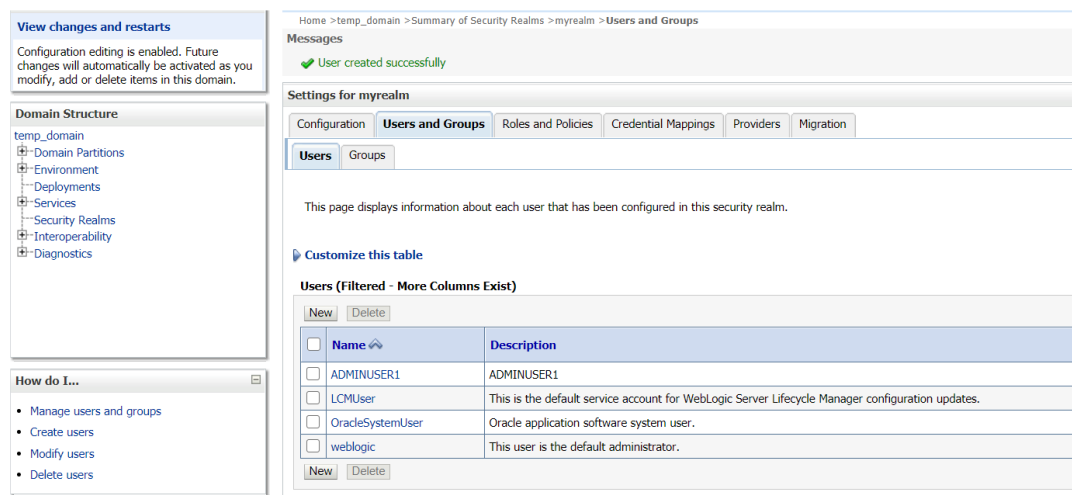 View changes and restarts
Configuration editing is enabled. Future
changes will automatically be activated as you
modify, add or delete items in this domain.
Domain Structure
temp_domain
Domain Partitions
Environment
Deployments
Services
Security Realms
Interoperability
Diagnostics
How do I...
Manage users and groups
Create users
Modify users
Delete users
Home >temp_domain >Summary of Security Realms >myrealm >Users and Groups
Messages
User created successfully
Settings for myrealm
Configuration Users and Groups Roles and Policies Credential Mappings Providers Migration
Users Groups
This page displays information about each user that has been configured in this security realm.
Customize this table
Users (Filtered - More Columns Exist)
New Delete
Name Description
ADMINUSER1 ADMINUSER1
LCMUser This is the default service account for WebLogic Server Lifecycle Manager configuration updates.
OracleSystemUser Oracle application software system user.
weblogic This user is the default administrator.
New Delete